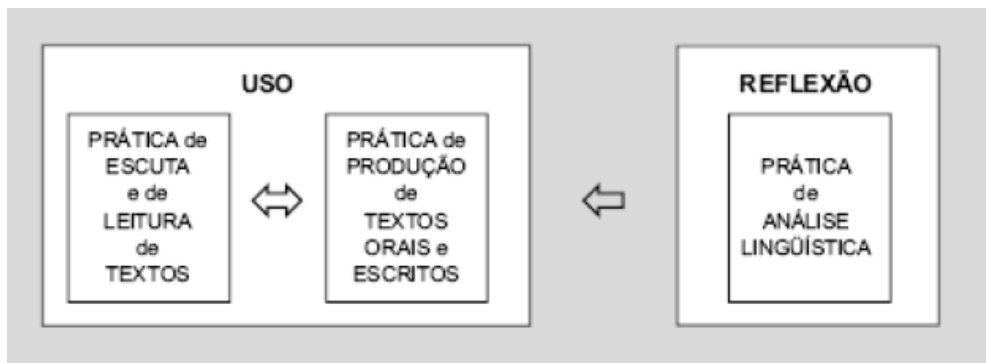 USO
PRÁTICA de
ESCUTA
e de
LEITURA
de
TEXTOS
PRÁTICA de
PRODUÇÃO
de
TEXTOS
ORAIS e
ESCRITOS
REFLEXÃO
PRÁTICA
de
ANÁLISE
LINGÜÍSTICA